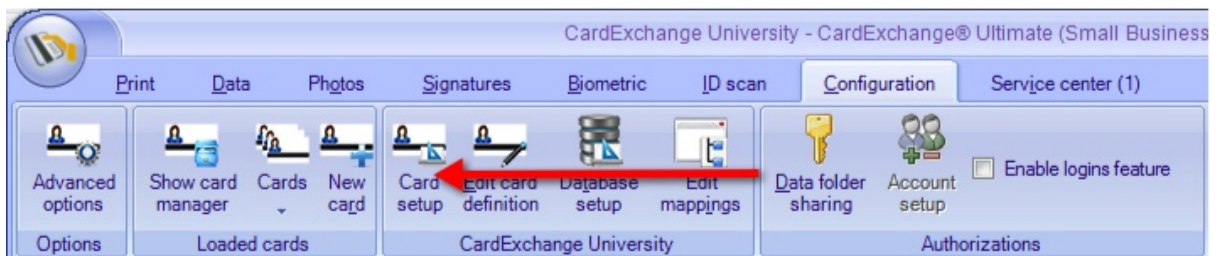 CardExchange University - CardExchange® Ultimate (Small Business
Print Data Photos Signatures Biometric ID scan Configuration Service center (1)
Advanced options
Show card manager
Cards
New card
Card setup
Edit card definition
Database setup
Edit mappings
Data folder sharing
Account setup
Enable logins feature
Options Loaded cards CardExchange University Authorizations